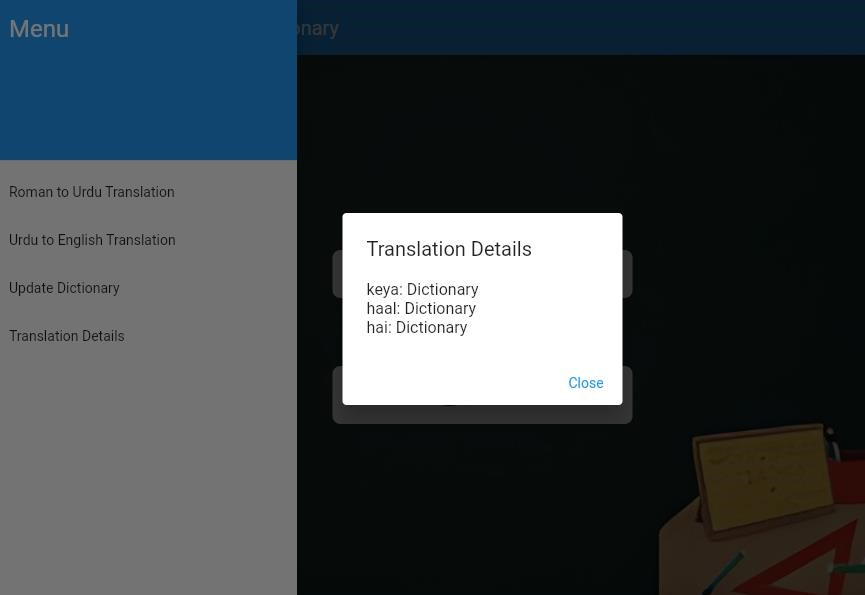 Menu
onary
Roman to Urdu Translation
Urdu to English Translation
Update Dictionary
Translation Details
Translation Details
keya: Dictionary
haal: Dictionary
hai: Dictionary
Close